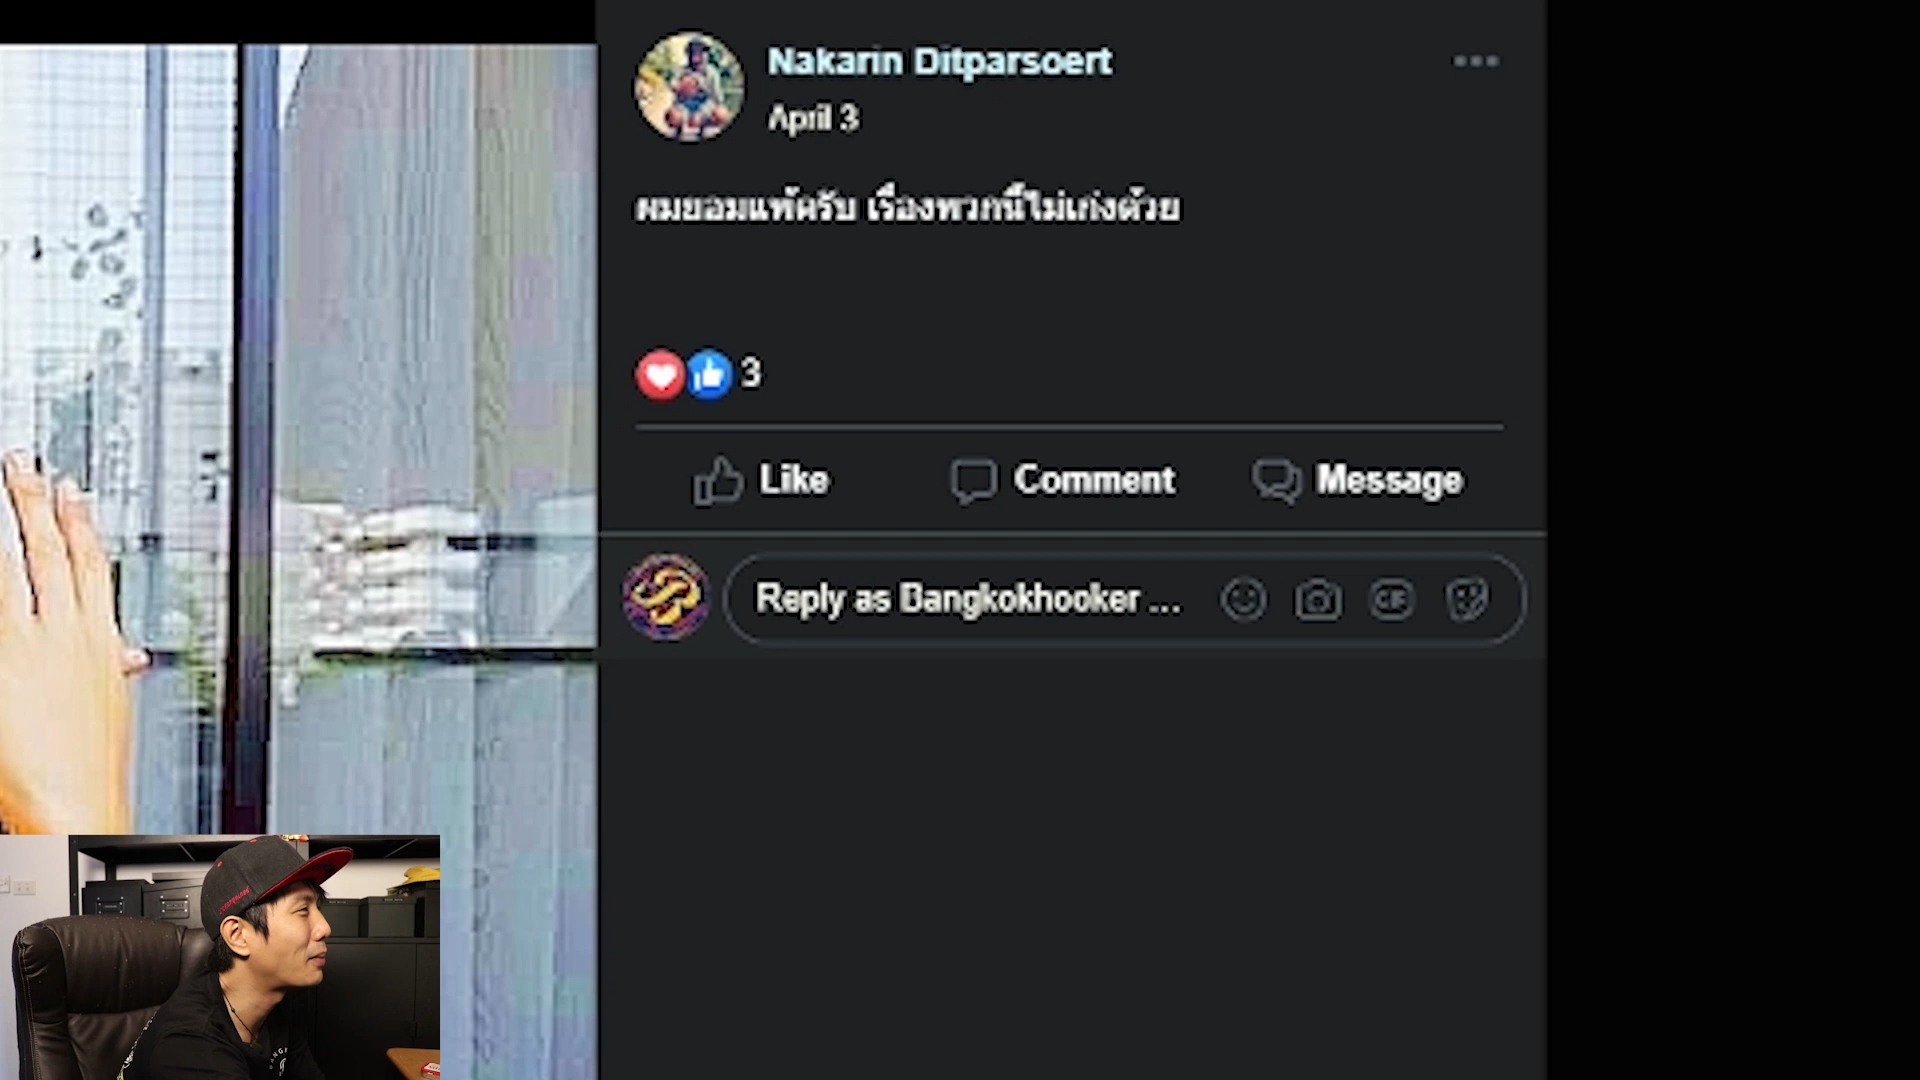 Nakarin Ditparsoert
April 3
ผมยอมแพ้ครับ เรื่องพวกนี้ไม่เก่งด้วย
3
Like
Comment
Message
Reply as Bangkokhooker ...